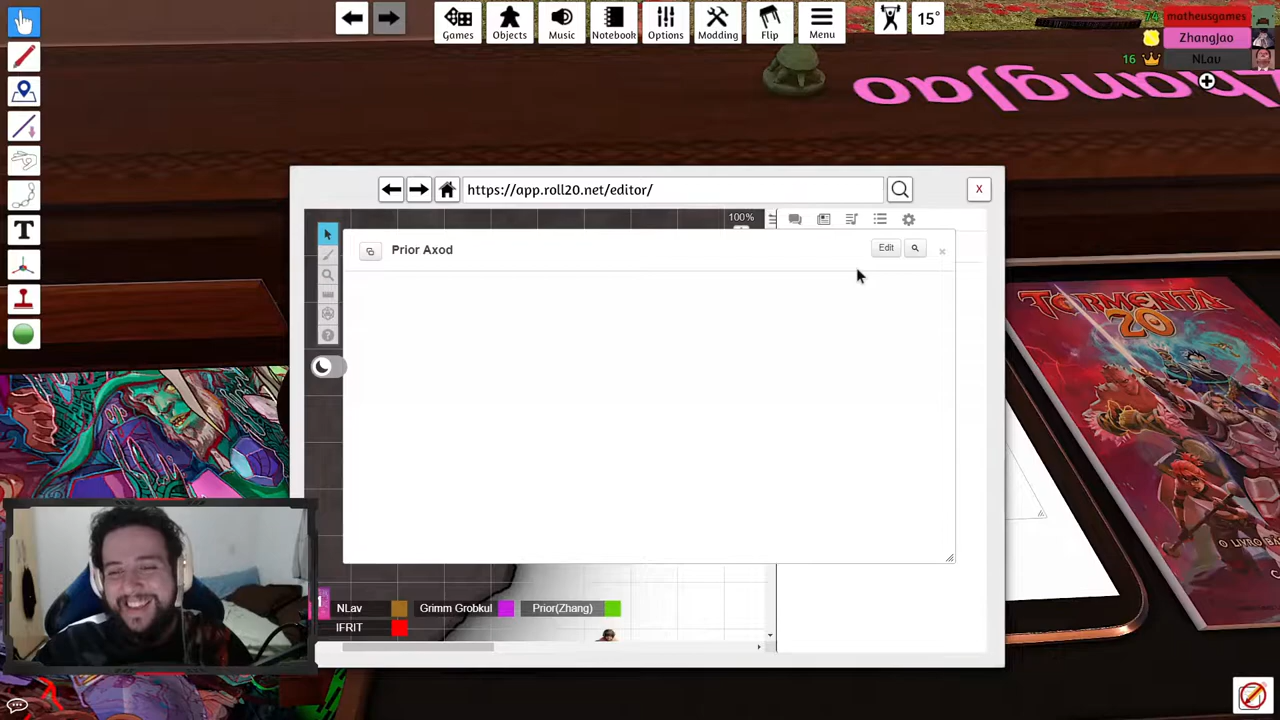 Games
Objects
Music
Notebook
Options
Modding
Flip
Menu
15°
matheusgames
ZhangJao
16
NLav
Zhangjao
T
https://app.roll20.net/editor/
X
100%
Prior Axod
Edit
TORMENTA
20
NLav
Grimm Grobkul
Prior(Zhang)
IFRIT